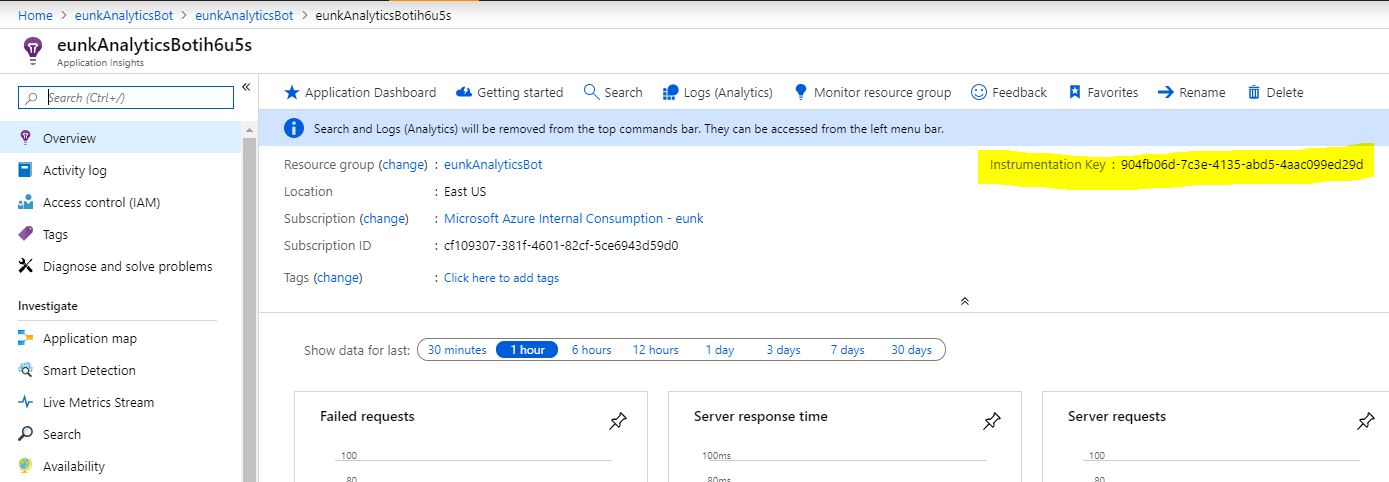 Home > eunkAnalyticsBot > eunkAnalyticsBot > eunkAnalyticsBotih6u5s
eunkAnalyticsBotih6u5s
Application Insights
Search (Ctrl+/)
«
Overview
Activity log
Access control (IAM)
Tags
Diagnose and solve problems
Investigate
Application map
Smart Detection
Live Metrics Stream
Search
Availability
Application Dashboard Getting started Search Logs (Analytics) Monitor resource group Feedback Favorites Rename Delete
Search and Logs (Analytics) will be removed from the top commands bar. They can be accessed from the left menu bar.
Resource group (change) : eunkAnalyticsBot
Location : East US
Subscription (change) : Microsoft Azure Internal Consumption - eunk
Subscription ID : cf109307-381f-4601-82cf-5ce6943d59d0
Tags (change) : Click here to add tags
Instrumentation Key : 904fb06d-7c3e-4135-abd5-4aac099ed29d
Show data for last: 30 minutes 1 hour 6 hours 12 hours 1 day 3 days 7 days 30 days
Failed requests
100
80
Server response time
100ms
80ms
Server requests
100
80